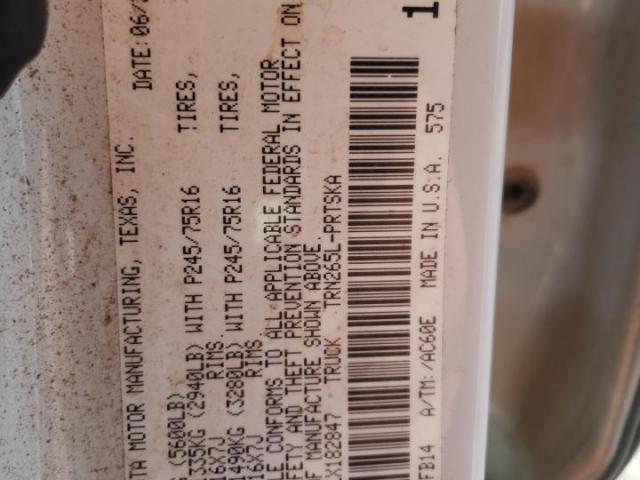 TA MOTOR MANUFACTURING, TEXAS, INC. DATE: 06/
(5600LB)
335KG (2940LB) WITH P245/75R16 TIRES,
16X7J RIMS
1490KG (3280LB) WITH P245/75R16 TIRES,
16X7J RIMS
LE CONFORMS TO ALL APPLICABLE FEDERAL MOTOR
FETY AND THEFT PREVENTION STANDARDS IN EFFECT ON
F MANUFACTURE SHOWN ABOVE.
X182847 TRUCK TRN265L-PRTSKA
1
FB14 A/TM:/AC60E MADE IN U.S.A. 575